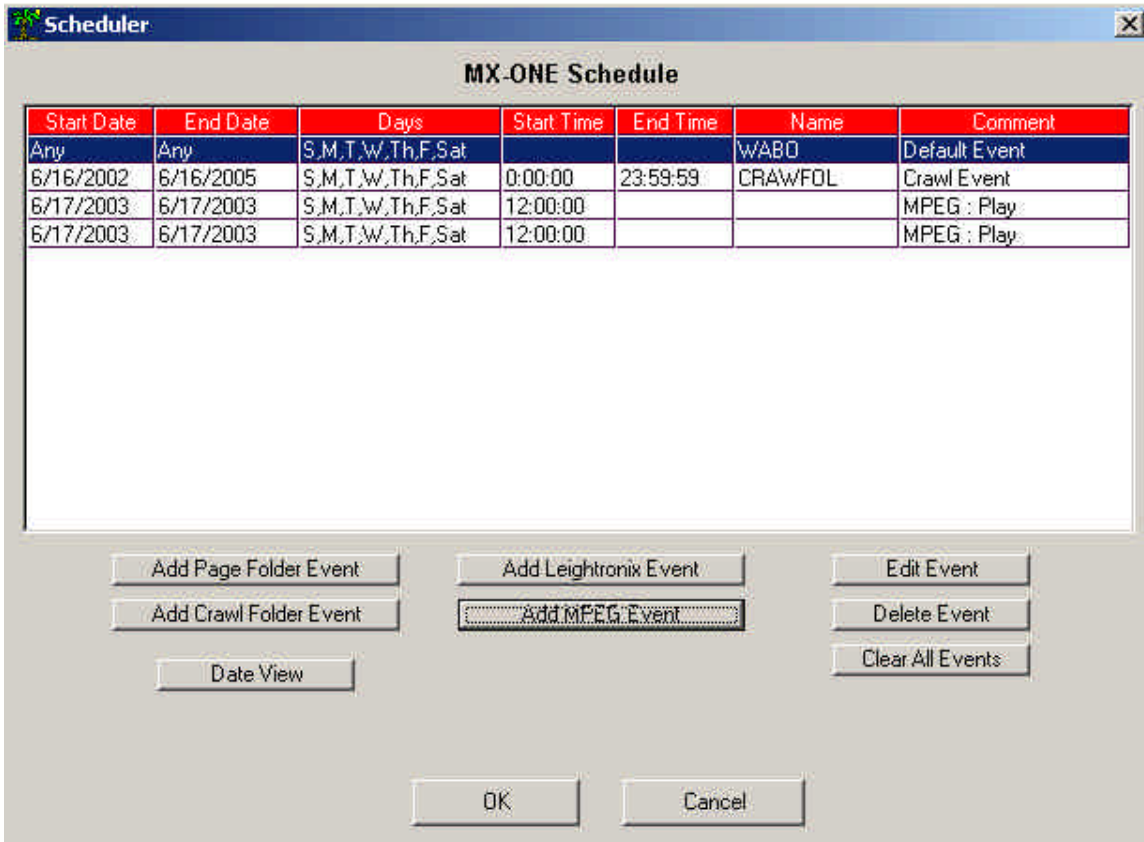 Scheduler
MX-ONE Schedule
Start Date End Date Days Start Time End Time Name Comment
Any Any S,M,T,W,Th,F,Sat WABO Default Event
6/16/2002 6/16/2005 S,M,T,W,Th,F,Sat 0:00:00 23:59:59 CRAWFOL Crawl Event
6/17/2003 6/17/2003 S,M,T,W,Th,F,Sat 12:00:00 MPEG : Play
6/17/2003 6/17/2003 S,M,T,W,Th,F,Sat 12:00:00 MPEG : Play
Add Page Folder Event Add Leightronix Event Edit Event
Add Crawl Folder Event Add MPEG Event Delete Event
Date View Clear All Events
OK Cancel